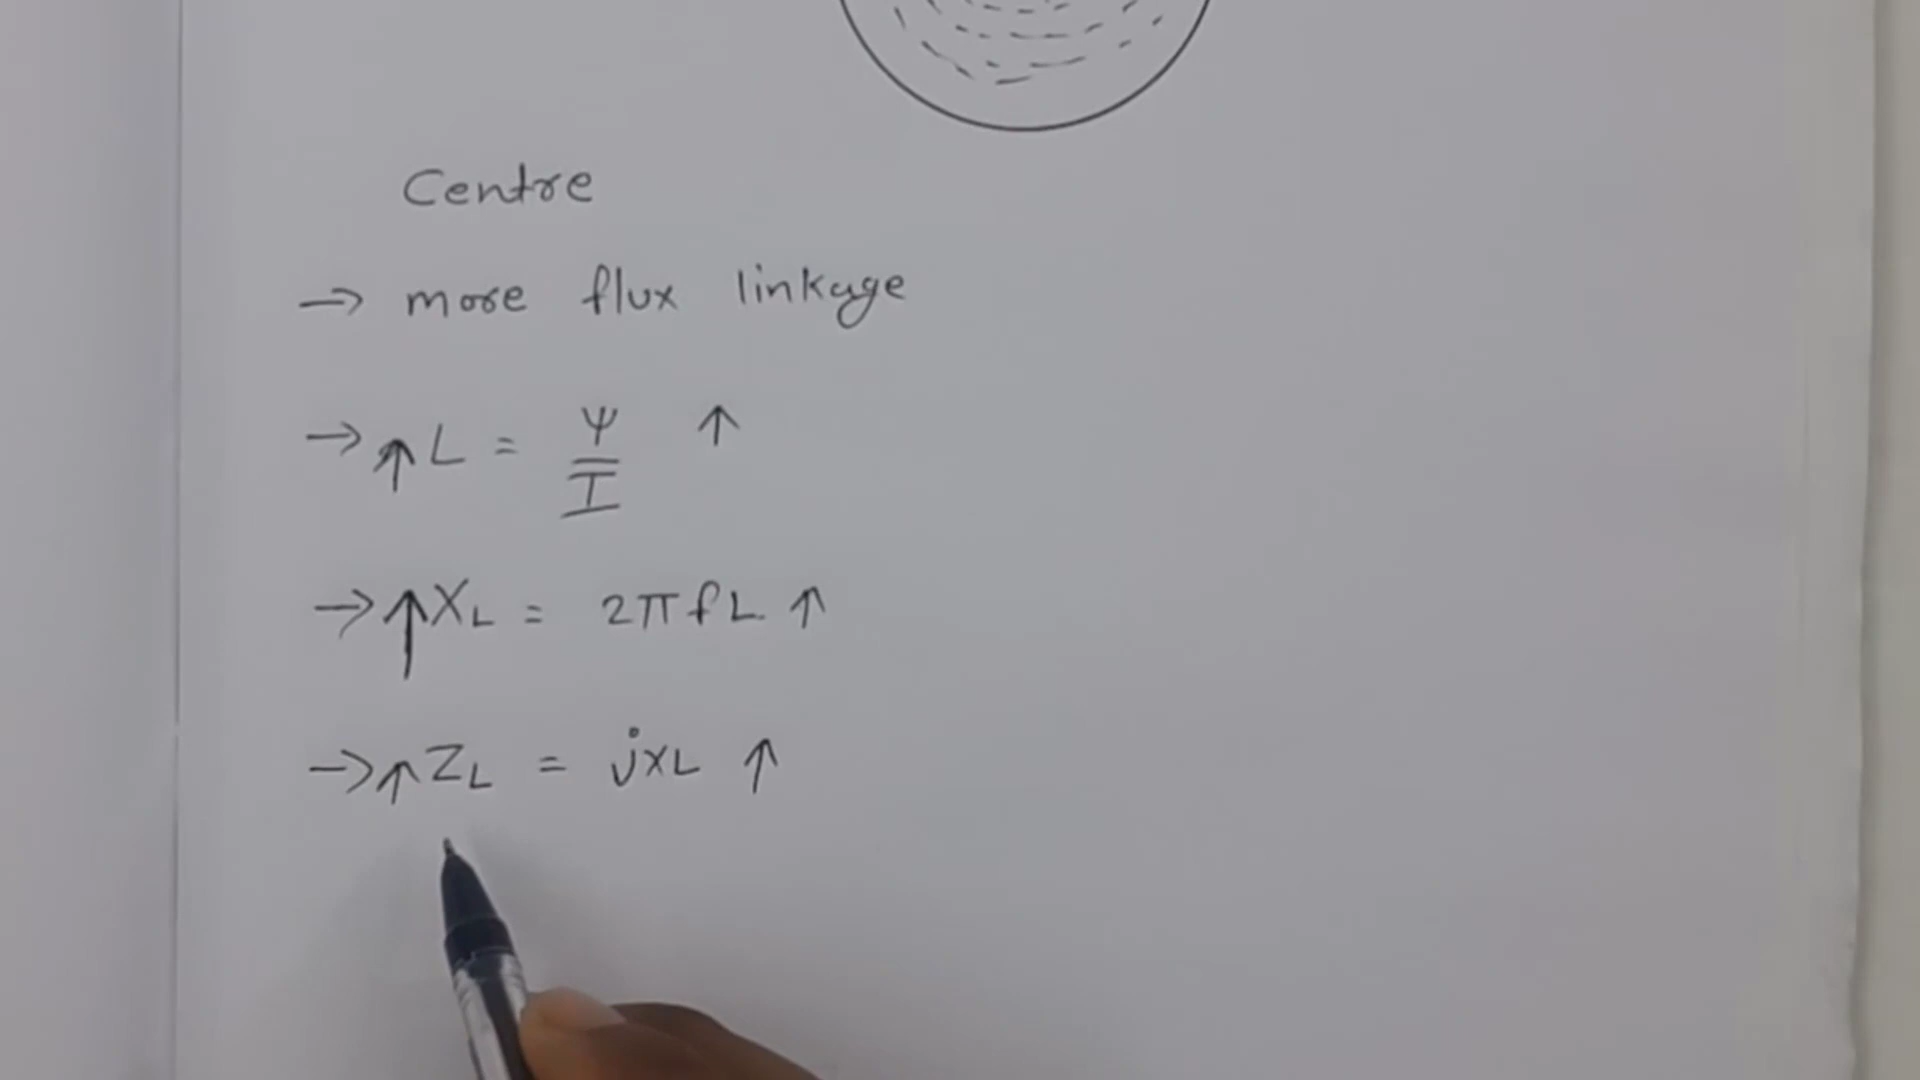 Centre
→ more flux linkage
→ ↑ L = Ψ / I ↑
→ ↑ XL = 2πfL ↑
→ ↑ ZL = jXL ↑